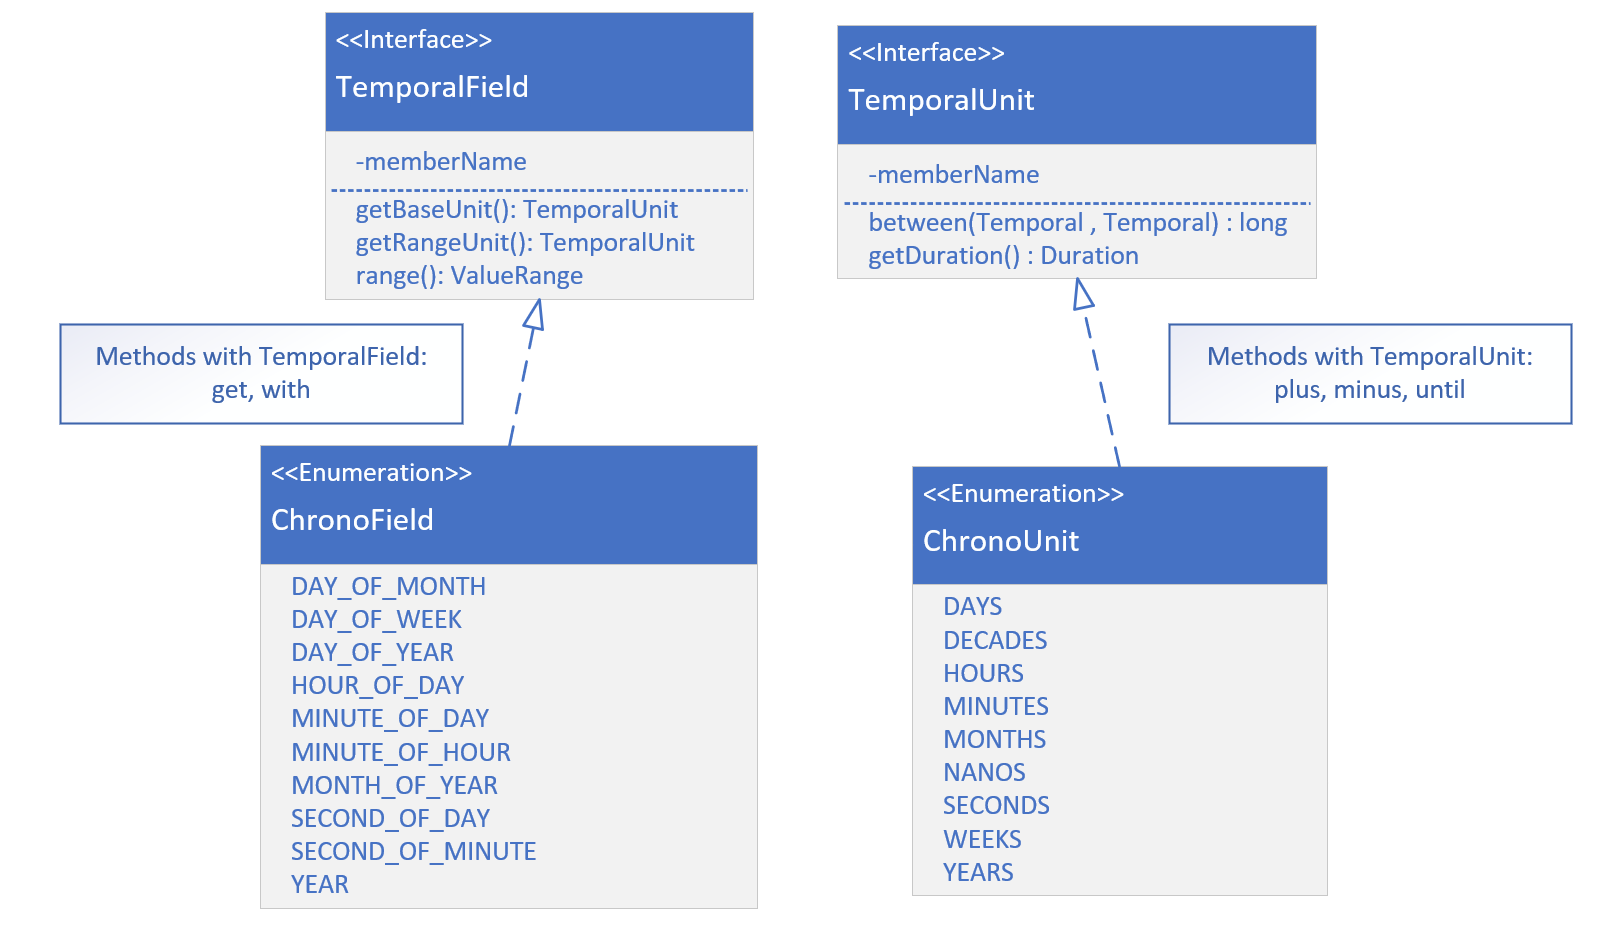 <<Interface>>
TemporalField
-memberName
getBaseUnit(): TemporalUnit
getRangeUnit(): TemporalUnit
range(): ValueRange
<<Interface>>
TemporalUnit
-memberName
between(Temporal , Temporal) : long
getDuration() : Duration
Methods with TemporalField:
get, with
Methods with TemporalUnit:
plus, minus, until
<<Enumeration>>
ChronoField
DAY_OF_MONTH
DAY_OF_WEEK
DAY_OF_YEAR
HOUR_OF_DAY
MINUTE_OF_DAY
MINUTE_OF_HOUR
MONTH_OF_YEAR
SECOND_OF_DAY
SECOND_OF_MINUTE
YEAR
<<Enumeration>>
ChronoUnit
DAYS
DECADES
HOURS
MINUTES
MONTHS
NANOS
SECONDS
WEEKS
YEARS